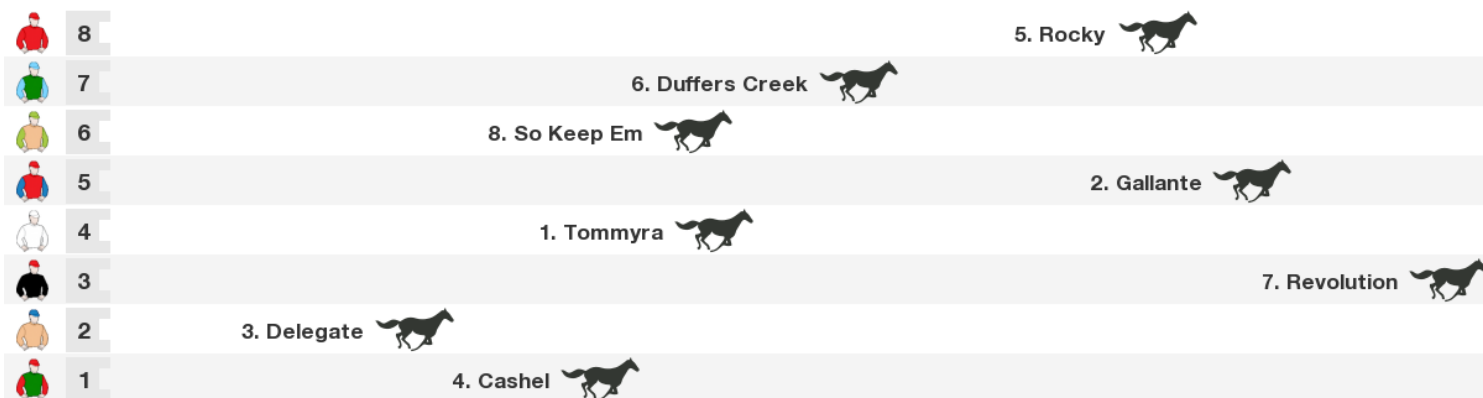 8 5. Rocky
7 6. Duffers Creek
6 8. So Keep Em
5 2. Gallante
4 1. Tommyra
3 7. Revolution
2 3. Delegate
1 4. Cashel